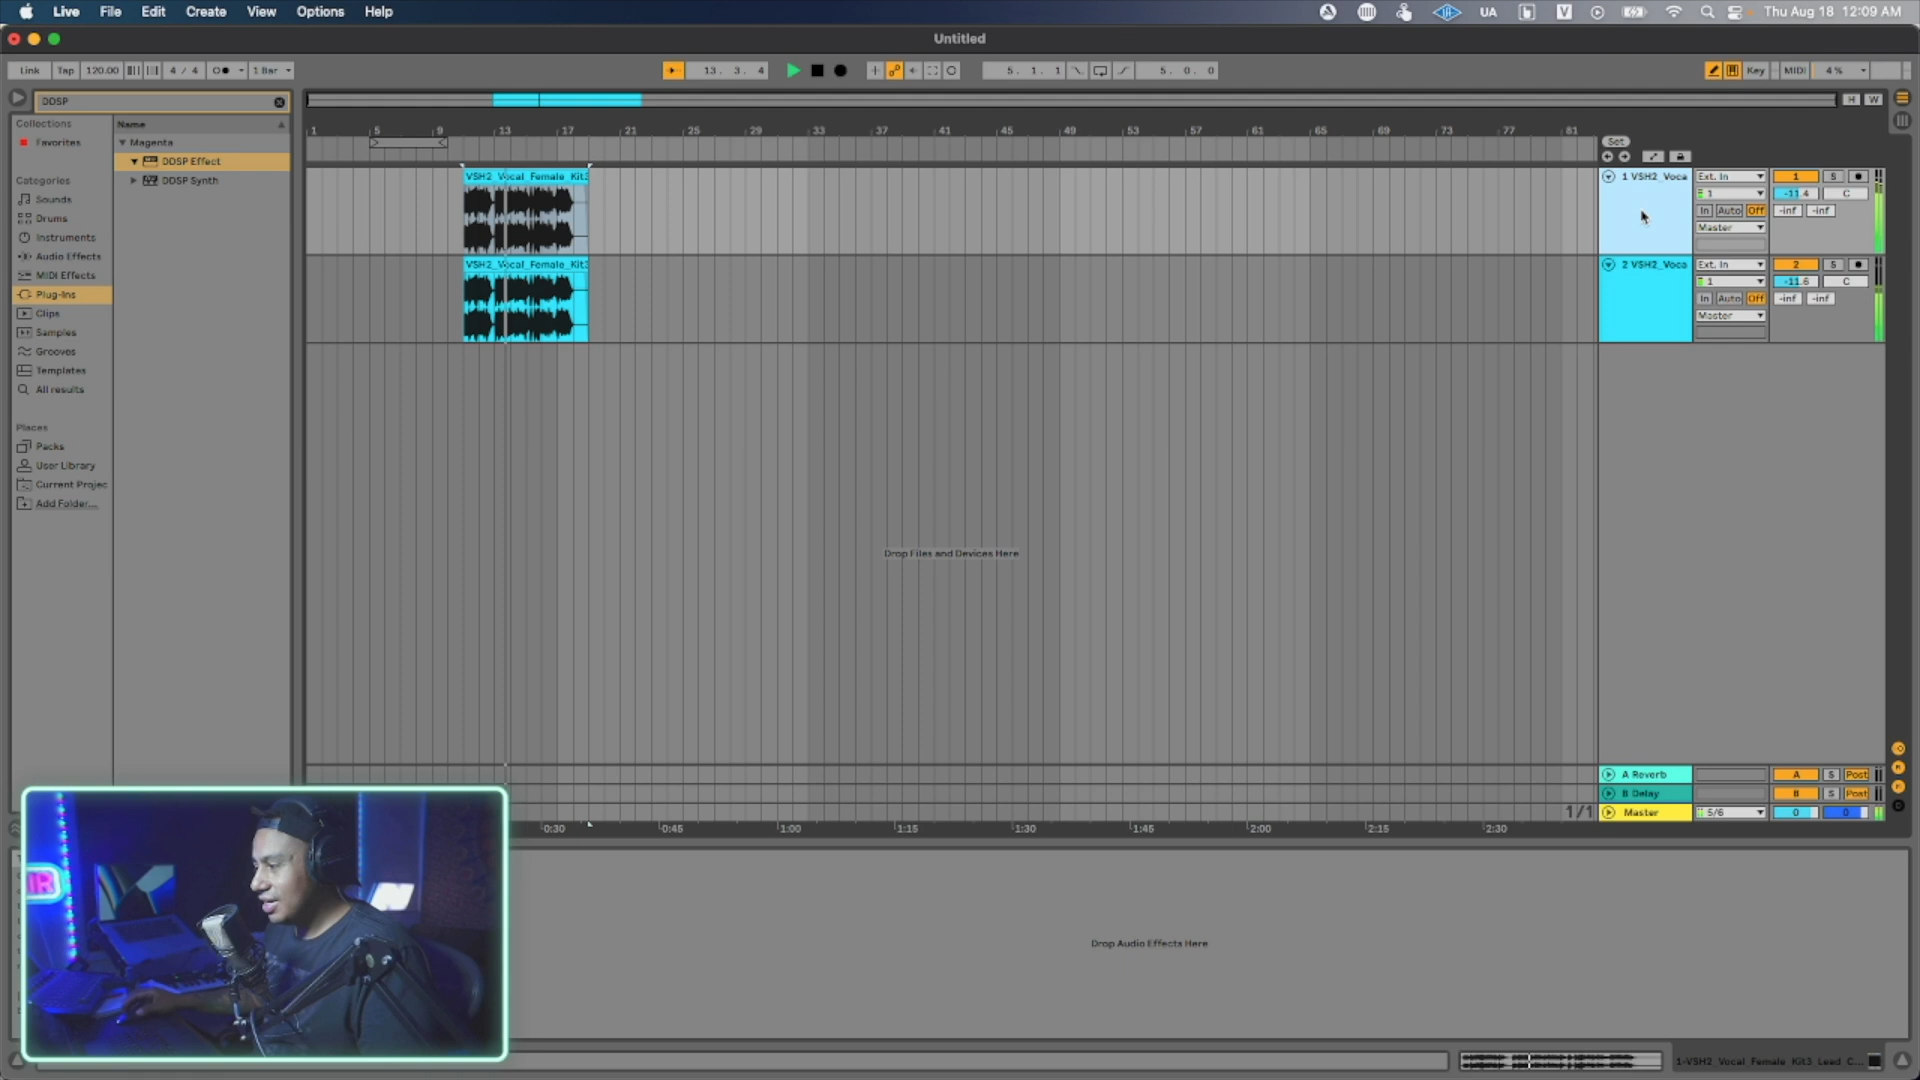 Live File Edit Create View Options Help
UA V Thu Aug 18 12:09 AM
Untitled
Link Tap 120.00 4 / 4 1 Bar
13. 3. 4
5. 1. 1
5. 0. 0
Key MIDI 4 %
DDSP
H W
Collections
Favorites
Categories
Sounds
Drums
Instruments
Audio Effects
MIDI Effects
Plug-Ins
Clips
Samples
Grooves
Templates
All results
Places
Packs
User Library
Current Projec
Add Folder...
Name
Magenta
DDSP Effect
DDSP Synth
1 5 9 13 17 21 25 29 33 37 41 45 49 53 57 61 65 69 73 77 81
Set
VSH2_Vocal_Female_Kit3
1 VSH2_Voca Ext. In 1 S
1 -11.4 C
In Auto Off -inf -inf
Master
VSH2_Vocal_Female_Kit3
2 VSH2_Voca Ext. In 2 S
1 -11.6 C
In Auto Off -inf -inf
Master
Drop Files and Devices Here
A Reverb A S Post
B Delay B S Post
1/1 Master 5/6 0 0
0:30 0:45 1:00 1:15 1:30 1:45 2:00 2:15 2:30
Drop Audio Effects Here
1-VSH2_Vocal_Female_Kit3_Lead_C...